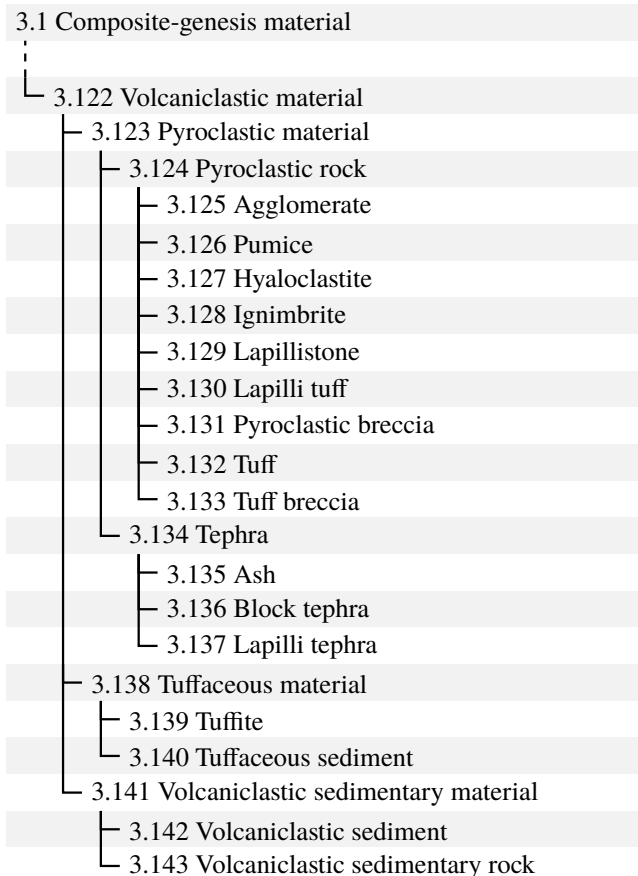 3.1 Composite-genesis material
3.122 Volcaniclastic material
3.123 Pyroclastic material
3.124 Pyroclastic rock
3.125 Agglomerate
3.126 Pumice
3.127 Hyaloclastite
3.128 Ignimbrite
3.129 Lapillistone
3.130 Lapilli tuff
3.131 Pyroclastic breccia
3.132 Tuff
3.133 Tuff breccia
3.134 Tephra
3.135 Ash
3.136 Block tephra
3.137 Lapilli tephra
3.138 Tuffaceous material
3.139 Tuffite
3.140 Tuffaceous sediment
3.141 Volcaniclastic sedimentary material
3.142 Volcaniclastic sediment
3.143 Volcaniclastic sedimentary rock